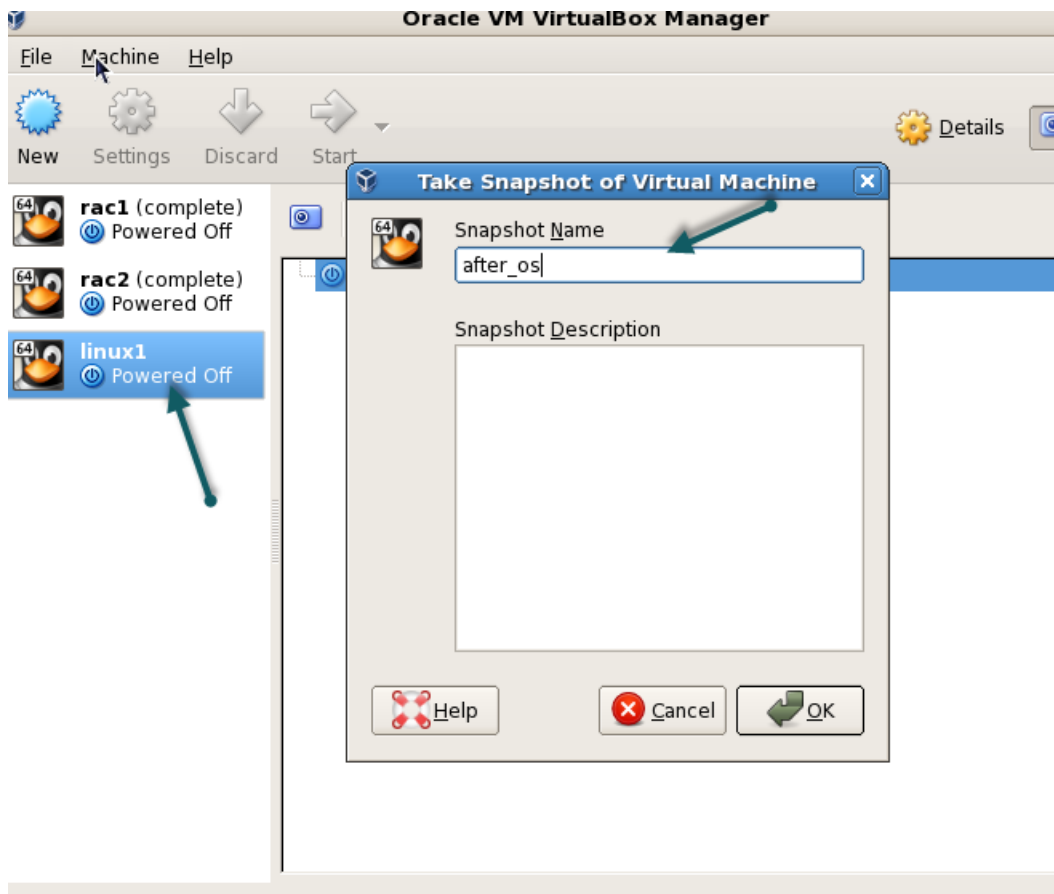 Oracle VM VirtualBox Manager
File Machine Help
New Settings Discard Start
Details
64 rac1 (complete)
Powered Off
64 rac2 (complete)
Powered Off
64 linux1
Powered Off
Take Snapshot of Virtual Machine
64
Snapshot Name
after_os
Snapshot Description
Help Cancel OK